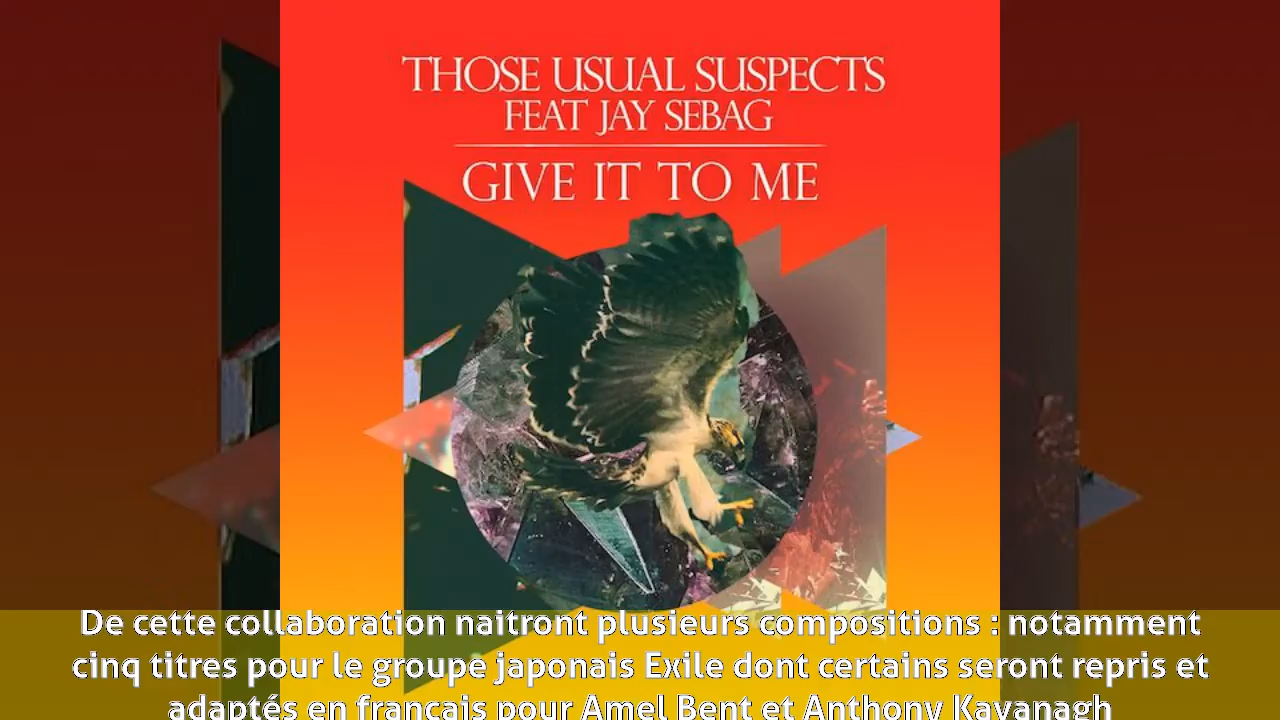 THOSE USUAL SUSPECTS
FEAT JAY SEBAG
GIVE IT TO ME
De cette collaboration naitront plusieurs compositions : notamment
cinq titres pour le groupe japonais Exile dont certains seront repris et
adaptés en français pour Amel Bent et Anthony Kavanagh